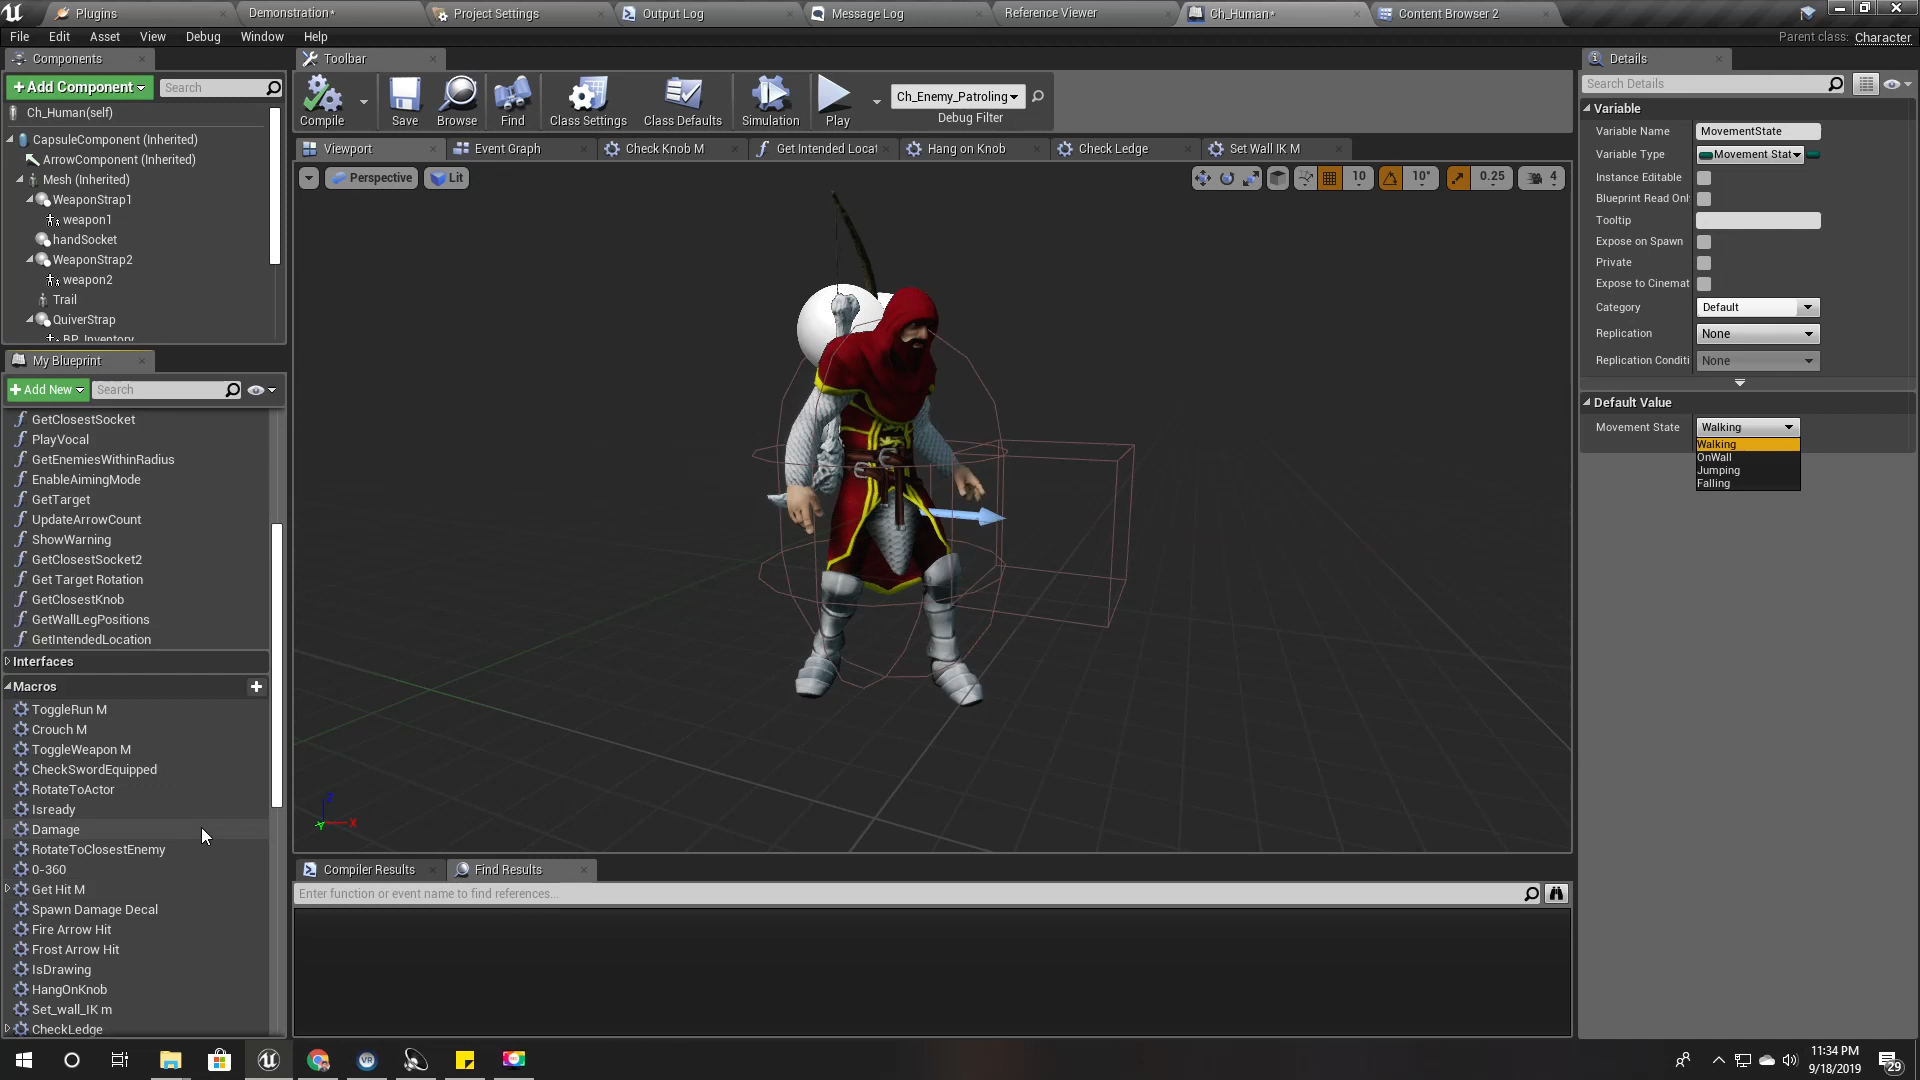 Plugins
Demonstration*
Project Settings
Output Log
Message Log
Reference Viewer
Ch_Human*
Content Browser 2
File Edit Asset View Debug Window Help
Parent class: Character
Components
+Add Component
Search
Ch_Human(self)
CapsuleComponent (Inherited)
ArrowComponent (Inherited)
Mesh (Inherited)
WeaponStrap1
weapon1
handSocket
WeaponStrap2
weapon2
Trail
QuiverStrap
BP_Inventory
My Blueprint
+Add New
Search
GetClosestSocket
PlayVocal
GetEnemiesWithinRadius
EnableAimingMode
GetTarget
UpdateArrowCount
ShowWarning
GetClosestSocket2
Get Target Rotation
GetClosestKnob
GetWallLegPositions
GetIntendedLocation
Interfaces
Macros
ToggleRun M
Crouch M
ToggleWeapon M
CheckSwordEquipped
RotateToActor
Isready
Damage
RotateToClosestEnemy
0-360
Get Hit M
Spawn Damage Decal
Fire Arrow Hit
Frost Arrow Hit
IsDrawing
HangOnKnob
Set_wall_IK m
CheckLedge
Toolbar
Compile
Save
Browse
Find
Class Settings
Class Defaults
Simulation
Play
Ch_Enemy_Patroling
Debug Filter
Viewport
Event Graph
Check Knob M
Get Intended Locat
Hang on Knob
Check Ledge
Set Wall IK M
Perspective
Lit
10
10°
0.25
4
Z
X
Y
Compiler Results
Find Results
Enter function or event name to find references...
Details
Search Details
Variable
Variable Name MovementState
Variable Type Movement Stat
Instance Editable
Blueprint Read Onl
Tooltip
Expose on Spawn
Private
Expose to Cinemat
Category Default
Replication None
Replication Conditi None
Default Value
Movement State Walking
Walking
OnWall
Jumping
Falling
11:34 PM
9/18/2019
29